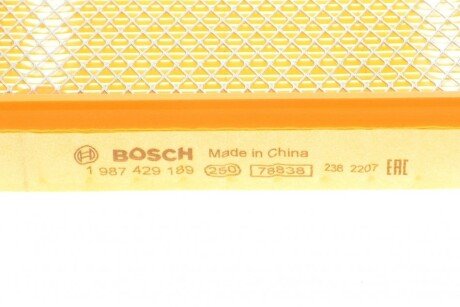 BOSCH Made in China
1 987 429 189 250 78838 238 2207 EAC